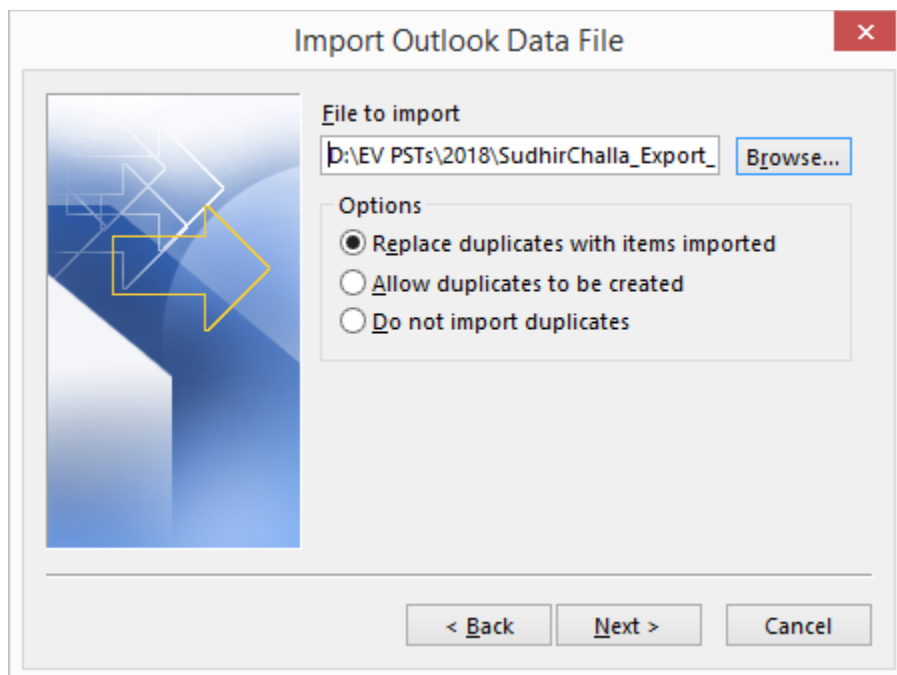 Import Outlook Data File
File to import
D:\EV PSTs\2018\SudhirChalla_Export_
Browse...
Options
Replace duplicates with items imported
Allow duplicates to be created
Do not import duplicates
< Back
Next >
Cancel